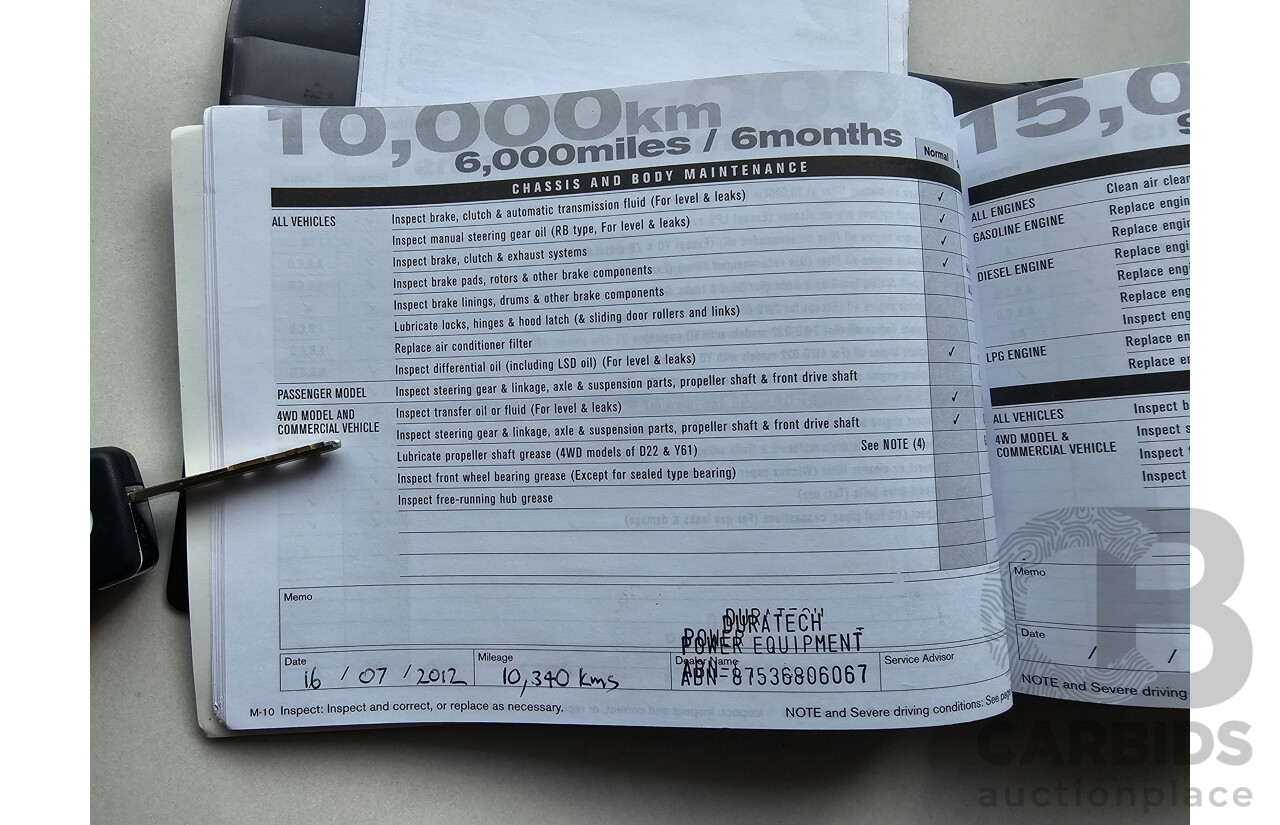 10,000km
6,000miles / 6months
Normal
CHASSIS AND BODY MAINTENANCE
ALL VEHICLES
Inspect brake, clutch & automatic transmission fluid (For level & leaks) ✓
Inspect manual steering gear oil (RB type, For level & leaks) ✓
Inspect brake, clutch & exhaust systems ✓
Inspect brake pads, rotors & other brake components ✓
Inspect brake linings, drums & other brake components
Lubricate locks, hinges & hood latch (& sliding door rollers and links)
Replace air conditioner filter
Inspect differential oil (including LSD oil) (For level & leaks) ✓
PASSENGER MODEL
Inspect steering gear & linkage, axle & suspension parts, propeller shaft & front drive shaft
4WD MODEL AND
COMMERCIAL VEHICLE
Inspect transfer oil or fluid (For level & leaks) ✓
Inspect steering gear & linkage, axle & suspension parts, propeller shaft & front drive shaft ✓
Lubricate propeller shaft grease (4WD models of D22 & Y61) See NOTE (4)
Inspect front wheel bearing grease (Except for sealed type bearing)
Inspect free-running hub grease
Memo
DURATECH
DURATECH
POWER EQUIPMENT
ABN-87536806067
Date
16 / 07 / 2012
Mileage
10,340 kms
Dealer Name
Service Advisor
M-10 Inspect: Inspect and correct, or replace as necessary.
NOTE and Severe driving conditions: See
15,0
ALL ENGINES
Clean air
GASOLINE ENGINE
Replace
Replace
DIESEL ENGINE
Replace
Replace
Replace
Inspect
LPG ENGINE
Replace
Replace
ALL VEHICLES
Inspect
4WD MODEL &
COMMERCIAL VEHICLE
Inspect
Inspect
Inspect
Memo
Date
/ /
NOTE and Severe driving
CB
CARBIDS
auctionplace